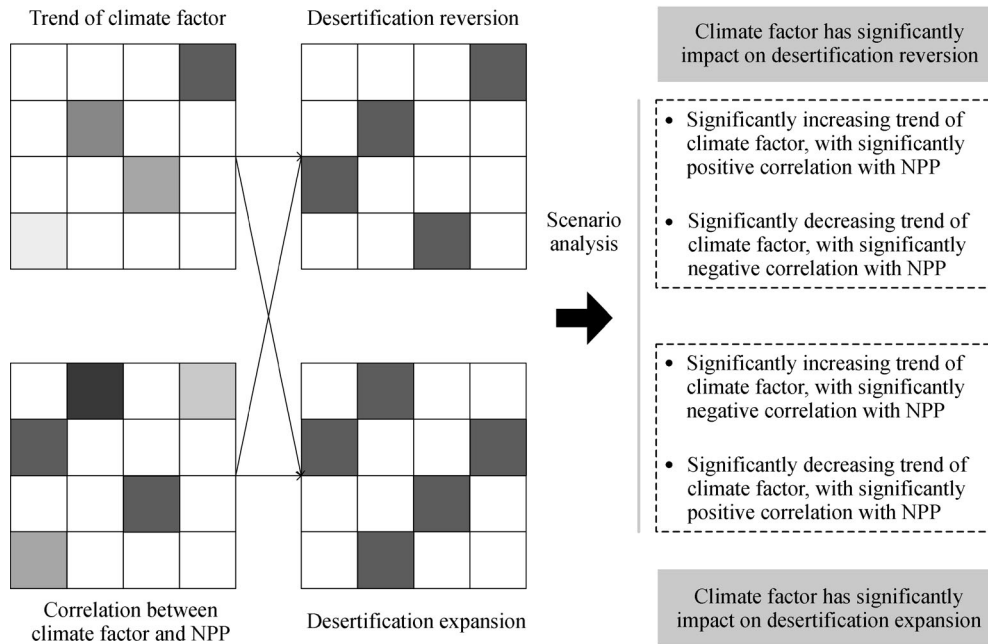 Trend of climate factor
Desertification reversion
Correlation between
climate factor and NPP
Desertification expansion
Scenario
analysis
Climate factor has significantly
impact on desertification reversion
• Significantly increasing trend of
climate factor, with significantly
positive correlation with NPP
• Significantly decreasing trend of
climate factor, with significantly
negative correlation with NPP
• Significantly increasing trend of
climate factor, with significantly
negative correlation with NPP
• Significantly decreasing trend of
climate factor, with significantly
positive correlation with NPP
Climate factor has significantly
impact on desertification expansion